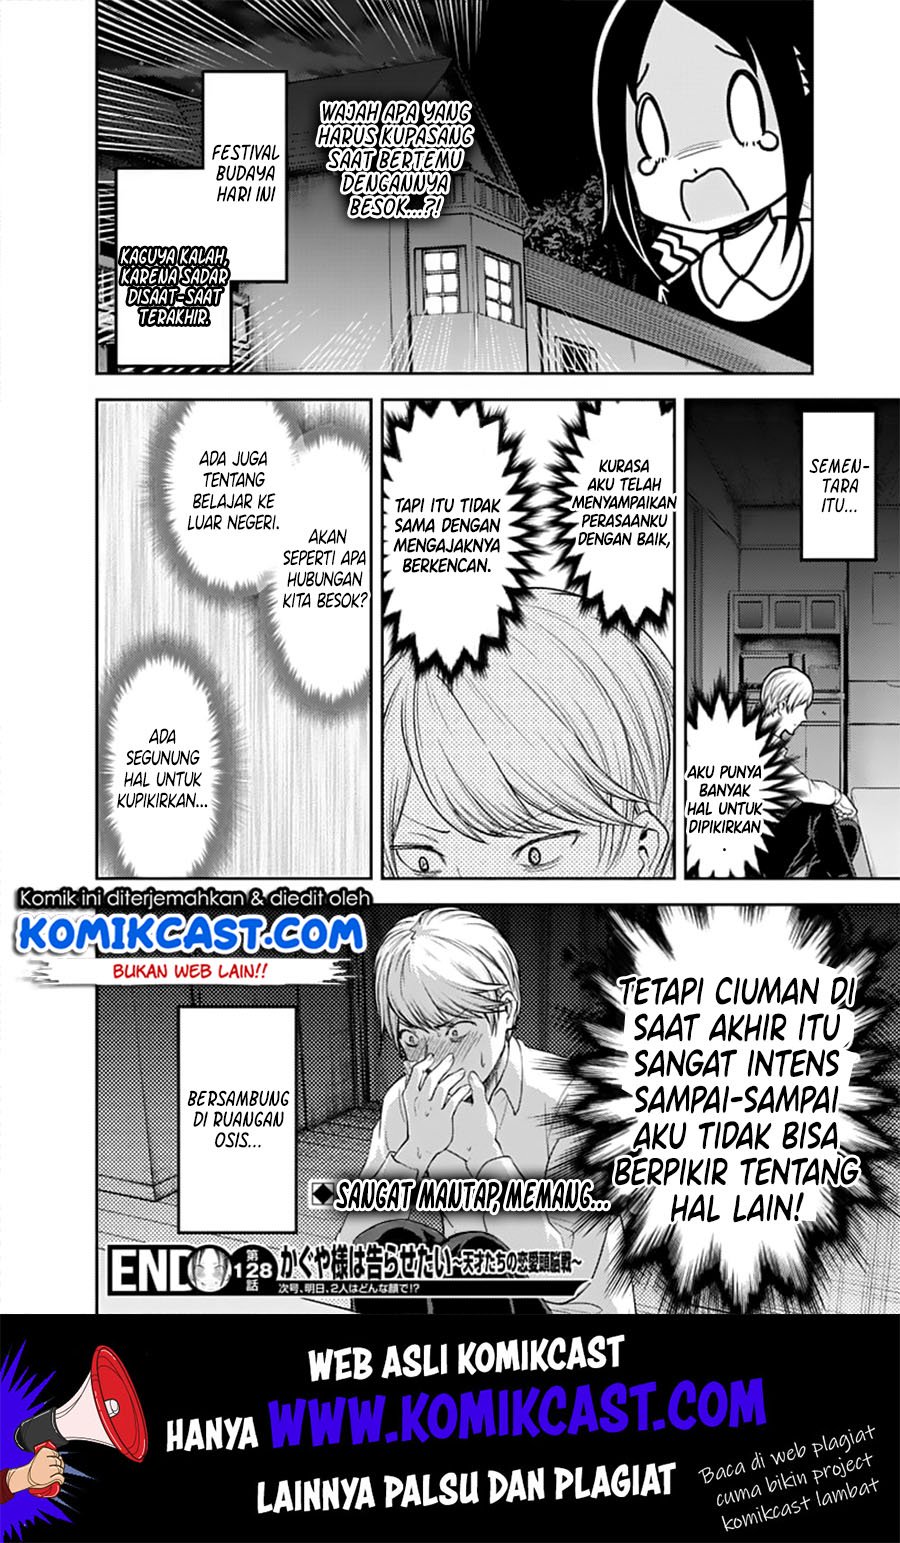 WAJAH APA YANG
HARUS KUPASANG
SAAT BERTEMU
DENGANNYA
BESOK...?!
FESTIVAL
BUDAYA
HARI INI
KAGUYA KALAH,
KARENA SADAR
DISAAT-SAAT
TERAKHIR.
SEMEN-
TARA
ITU...
AKU PUNYA
BANYAK
HAL UNTUK
DIPIKIRKAN
.
KURASA
AKU TELAH
MENYAMPAIKAN
PERASAANKU
DENGAN BAIK,
TAPI ITU TIDAK
SAMA DENGAN
MENGAJAKNYA
BERKENCAN.
AKAN
SEPERTI APA
HUBUNGAN
KITA BESOK?
ADA JUGA
TENTANG
BELAJAR KE
LUAR NEGERI.
ADA
SEGUNUNG
HAL UNTUK
KUPIKIRKAN...
Komik ini diterjemahkan & diedit oleh
KOMIKCAST.COM
BUKAN WEB LAIN!!
TETAPI CIUMAN DI
SAAT AKHIR ITU
SANGAT INTENS
SAMPAI-SAMPAI
AKU TIDAK BISA
BERPIKIR TENTANG
HAL LAIN!
BERSAMBUNG
DI RUANGAN
OSIS...
SANGAT MANTAP, MEMANG...
END 第128話 かぐや様は告らせたい~天才たちの恋愛頭脳戦~
次号、明日、2人はどんな顔で!?
WEB ASLI KOMIKCAST
HANYA WWW.KOMIKCAST.COM
LAINNYA PALSU DAN PLAGIAT
Baca di web plagiat
cuma bikin project
komikcast lambat